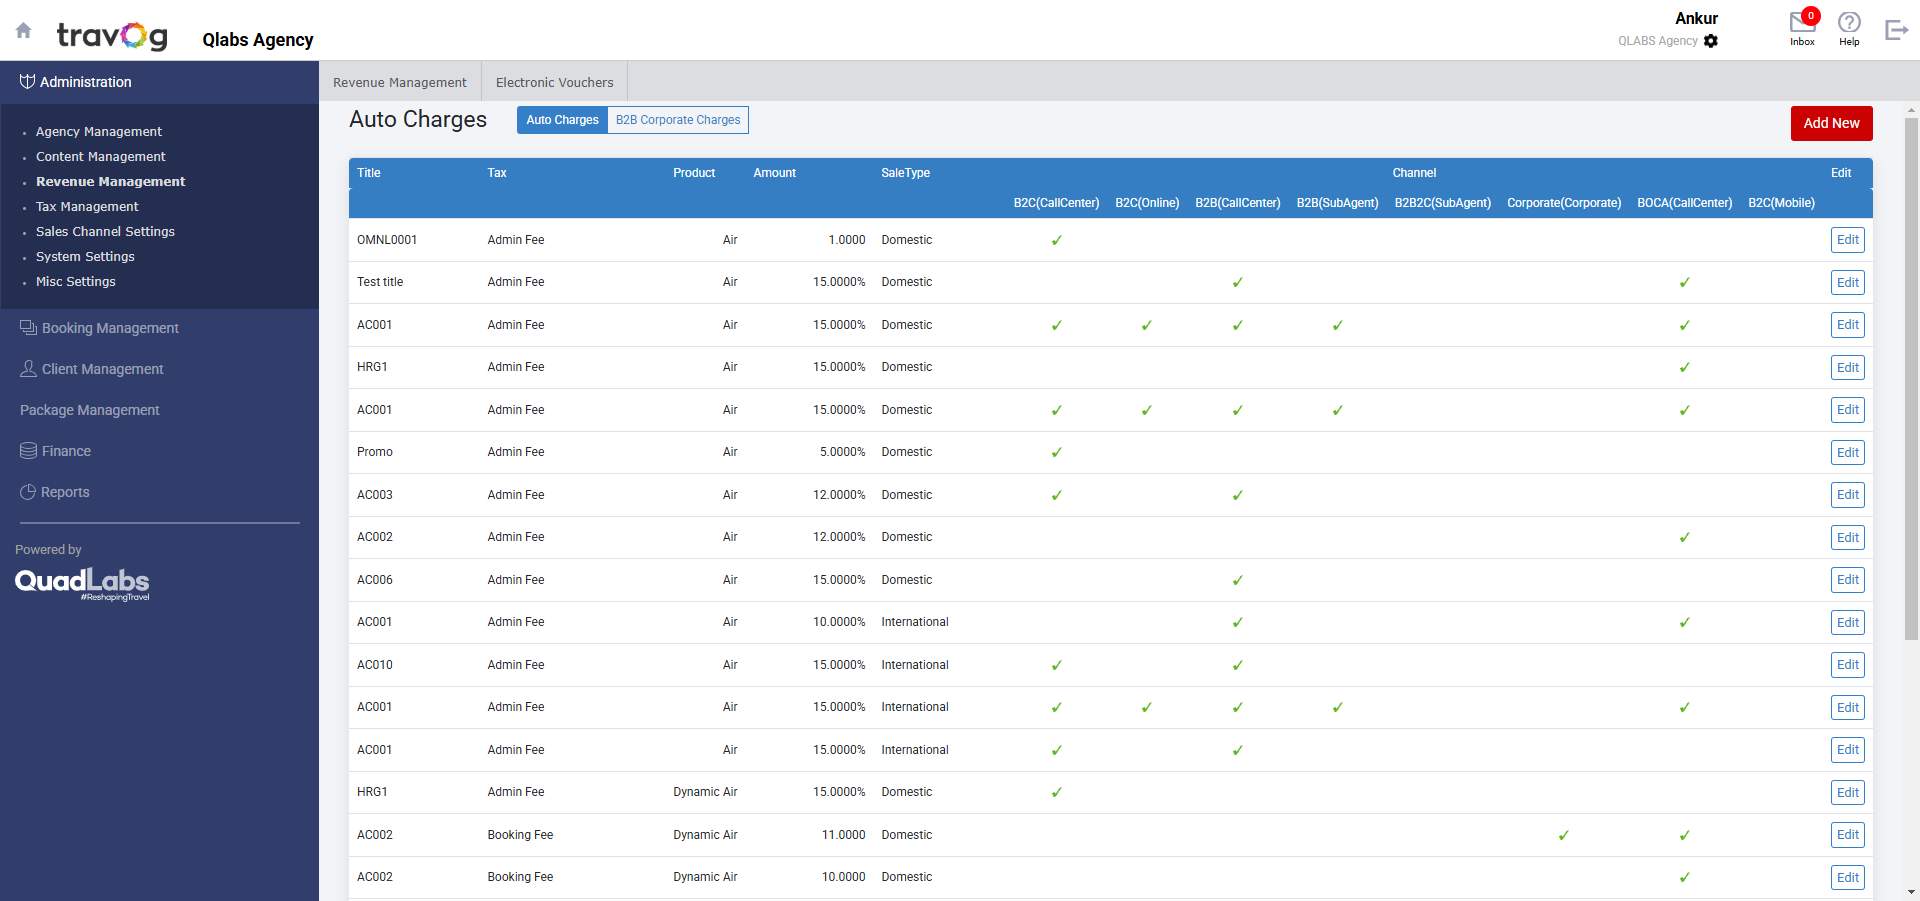 travog
Qlabs Agency
Ankur
QLABS Agency
0
Inbox
Help
Administration
Agency Management
Content Management
Revenue Management
Tax Management
Sales Channel Settings
System Settings
Misc Settings
Booking Management
Client Management
Package Management
Finance
Reports
Powered by
QuadLabs
#ReshapingTravel
Revenue Management Electronic Vouchers
Auto Charges Auto Charges B2B Corporate Charges Add New
Title Tax Product Amount SaleType Channel Edit
B2C(CallCenter) B2C(Online) B2B(CallCenter) B2B(SubAgent) B2B2C(SubAgent) Corporate(Corporate) BOCA(CallCenter) B2C(Mobile)
OMNL0001 Admin Fee Air 1.0000 Domestic ✓ Edit
Test title Admin Fee Air 15.0000% Domestic ✓ ✓ Edit
AC001 Admin Fee Air 15.0000% Domestic ✓ ✓ ✓ ✓ ✓ Edit
HRG1 Admin Fee Air 15.0000% Domestic ✓ Edit
AC001 Admin Fee Air 15.0000% Domestic ✓ ✓ ✓ ✓ ✓ Edit
Promo Admin Fee Air 5.0000% Domestic ✓ Edit
AC003 Admin Fee Air 12.0000% Domestic ✓ ✓ Edit
AC002 Admin Fee Air 12.0000% Domestic ✓ Edit
AC006 Admin Fee Air 15.0000% Domestic ✓ Edit
AC001 Admin Fee Air 10.0000% International ✓ ✓ Edit
AC010 Admin Fee Air 15.0000% International ✓ ✓ Edit
AC001 Admin Fee Air 15.0000% International ✓ ✓ ✓ ✓ ✓ Edit
AC001 Admin Fee Air 15.0000% International ✓ ✓ Edit
HRG1 Admin Fee Dynamic Air 15.0000% Domestic ✓ Edit
AC002 Booking Fee Dynamic Air 11.0000 Domestic ✓ ✓ Edit
AC002 Booking Fee Dynamic Air 10.0000 Domestic ✓ Edit